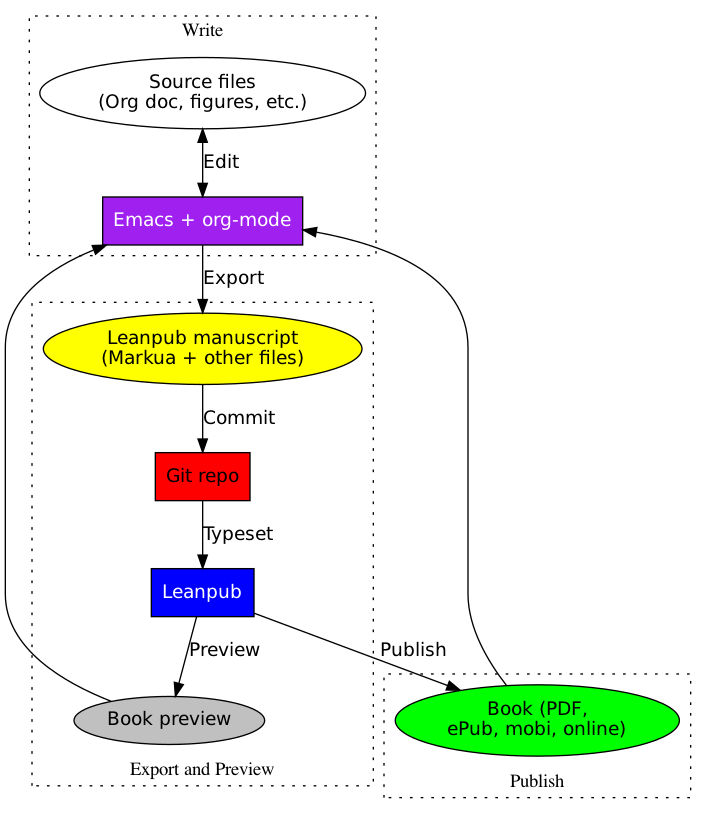 Write
Source files
(Org doc, figures, etc.)
Edit
Emacs + org-mode
Export
Leanpub manuscript
(Markua + other files)
Commit
Git repo
Typeset
Leanpub
Preview
Publish
Book preview
Book (PDF,
ePub, mobi, online)
Export and Preview
Publish